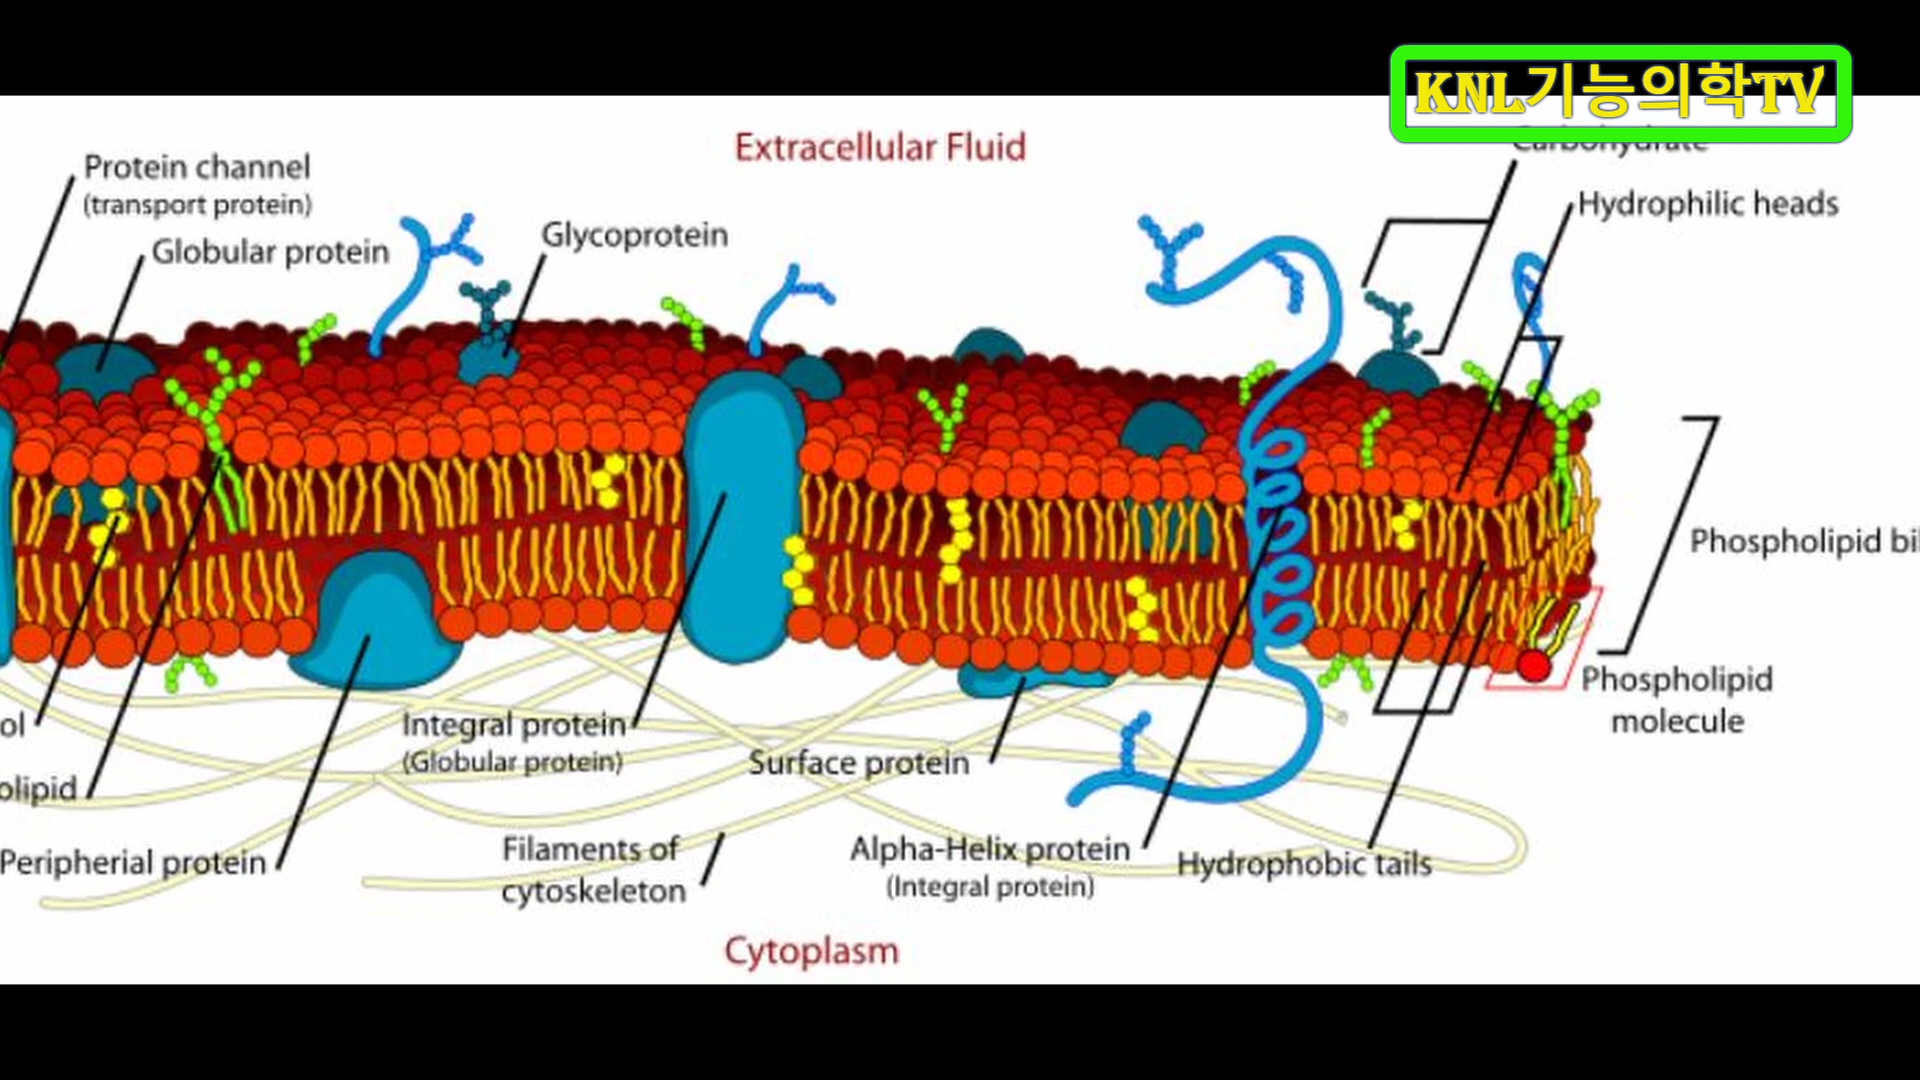 KNL기능의학TV
Extracellular Fluid
Carbohydrate
Protein channel
(transport protein)
Hydrophilic heads
Globular protein
Glycoprotein
Phospholipid bi
Phospholipid
molecule
ol
Integral protein
(Globular protein)
Surface protein
olipid
Peripherial protein
Filaments of
cytoskeleton
Alpha-Helix protein
(Integral protein)
Hydrophobic tails
Cytoplasm